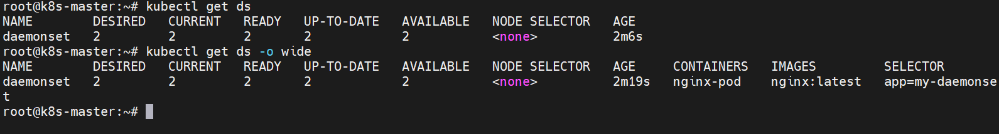 root@k8s-master:~# kubectl get ds
NAME        DESIRED   CURRENT   READY   UP-TO-DATE   AVAILABLE   NODE SELECTOR   AGE
daemonset   2         2         2       2            2           <none>          2m6s
root@k8s-master:~# kubectl get ds -o wide
NAME        DESIRED   CURRENT   READY   UP-TO-DATE   AVAILABLE   NODE SELECTOR   AGE     CONTAINERS   IMAGES         SELECTOR
daemonset   2         2         2       2            2           <none>          2m19s   nginx-pod    nginx:latest   app=my-daemonse
t
root@k8s-master:~#